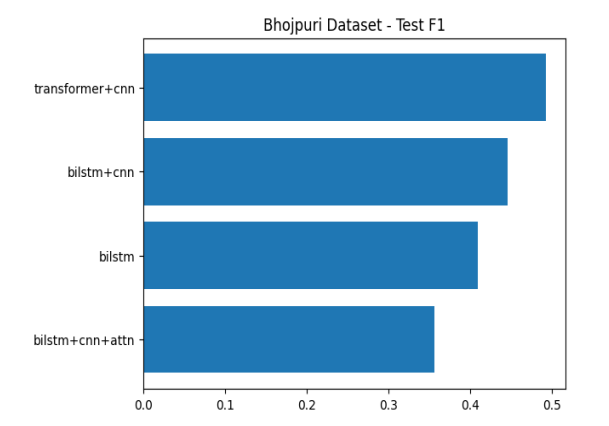 Bhojpuri Dataset - Test F1
transformer+cnn
bilstm+cnn
bilstm
bilstm+cnn+attn
0.0 0.1 0.2 0.3 0.4 0.5